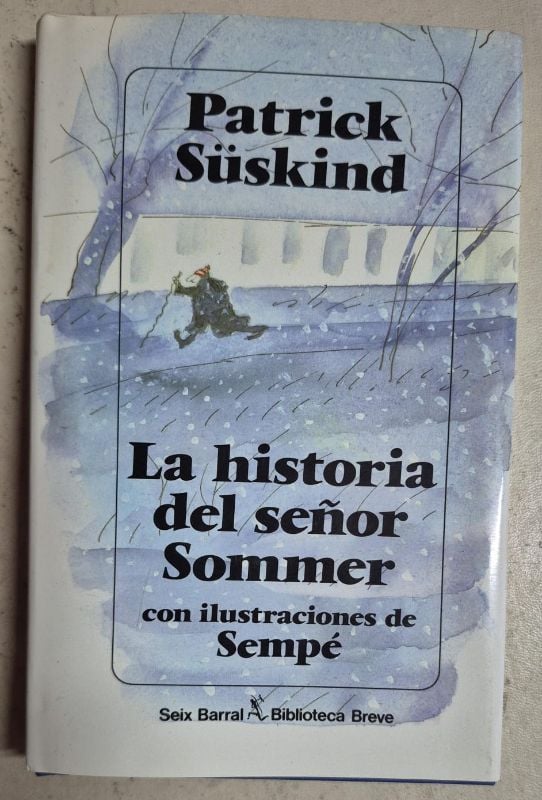 Patrick
Süskind
La historia
del señor
Sommer
con ilustraciones de
Sempé
Seix Barral Biblioteca Breve